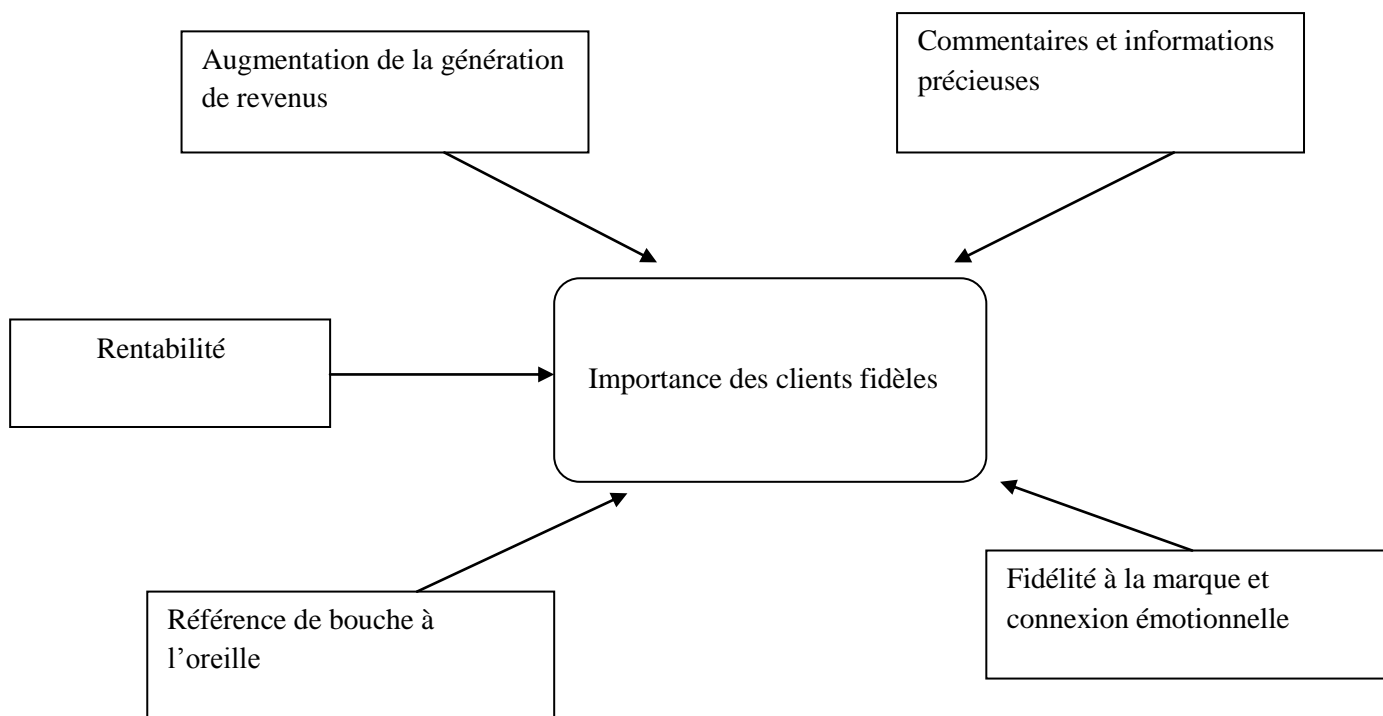 Augmentation de la génération
de revenus
Commentaires et informations
précieuses
Rentabilité
Importance des clients fidèles
Référence de bouche à
l’oreille
Fidélité à la marque et
connexion émotionnelle